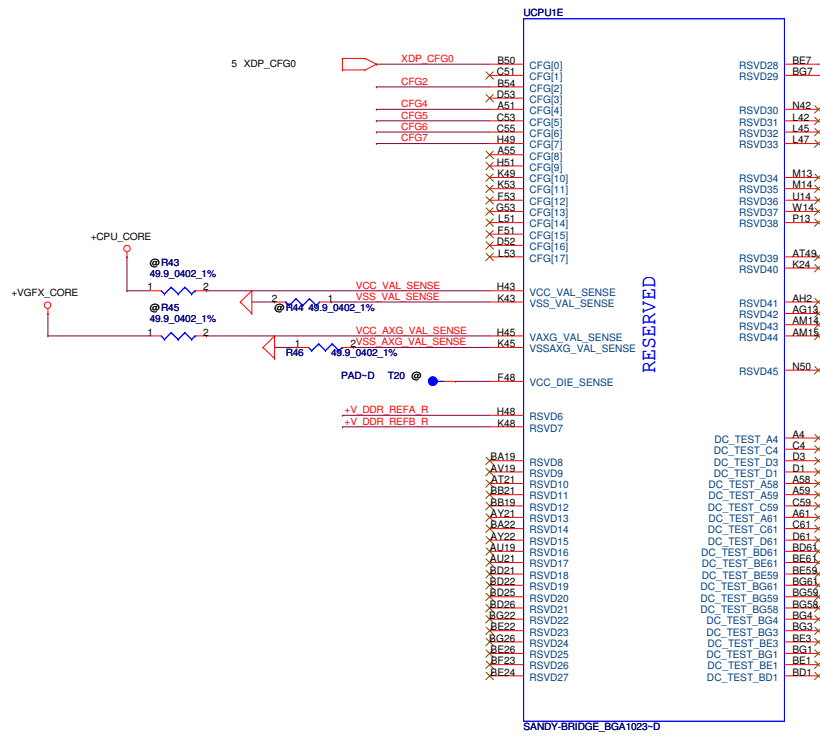 UCPU1E
5 XDP_CFG0 XDP_CFG0 B50 CFG[0] RSVD28 BE7
C51 CFG[1] RSVD29 BG7
CFG2 B54 CFG[2]
D53 CFG[3]
CFG4 A51 CFG[4] RSVD30 N42
CFG5 C53 CFG[5] RSVD31 L42
CFG6 C55 CFG[6] RSVD32 L45
CFG7 H49 CFG[7] RSVD33 L47
A55 CFG[8]
H51 CFG[9]
K49 CFG[10] RSVD34 M13
K53 CFG[11] RSVD35 M14
F53 CFG[12] RSVD36 U14
G53 CFG[13] RSVD37 W14
L51 CFG[14] RSVD38 P13
F51 CFG[15]
D52 CFG[16]
L53 CFG[17] RSVD39 AT49
RSVD40 K24
+CPU_CORE
@R43
49.9_0402_1%
1 2 VCC_VAL_SENSE H43 VCC_VAL_SENSE
+VGFX_CORE
2 1 VSS_VAL_SENSE K43 VSS_VAL_SENSE RSVD41 AH2
@R44 49.9_0402_1%
RSVD42 AG13
RSVD43 AM14
RSVD44 AM15
@R45
49.9_0402_1%
1 2 VCC_AXG_VAL_SENSE H45 VAXG_VAL_SENSE
1 2 VSS_AXG_VAL_SENSE K45 VSSAXG_VAL_SENSE
R46 49.9_0402_1%
RESERVED
RSVD45 N50
PAD~D T20 @ F48 VCC_DIE_SENSE
+V_DDR_REFA_R H48 RSVD6
+V_DDR_REFB_R K48 RSVD7
DC_TEST_A4 A4
DC_TEST_C4 C4
BA19 RSVD8 DC_TEST_D3 D3
AV19 RSVD9 DC_TEST_D1 D1
AT21 RSVD10 DC_TEST_A58 A58
BB21 RSVD11 DC_TEST_A59 A59
BB19 RSVD12 DC_TEST_C59 C59
AY21 RSVD13 DC_TEST_A61 A61
BA22 RSVD14 DC_TEST_C61 C61
AY22 RSVD15 DC_TEST_D61 D61
AU19 RSVD16 DC_TEST_BD61 BD61
AU21 RSVD17 DC_TEST_BE61 BE61
BD21 RSVD18 DC_TEST_BE59 BE59
BD22 RSVD19 DC_TEST_BG61 BG61
BD25 RSVD20 DC_TEST_BG59 BG59
BD26 RSVD21 DC_TEST_BG58 BG58
BG22 RSVD22 DC_TEST_BG4 BG4
BE22 RSVD23 DC_TEST_BG3 BG3
BG26 RSVD24 DC_TEST_BE3 BE3
BE26 RSVD25 DC_TEST_BG1 BG1
BF23 RSVD26 DC_TEST_BE1 BE1
BE24 RSVD27 DC_TEST_BD1 BD1
SANDY-BRIDGE_BGA1023~D